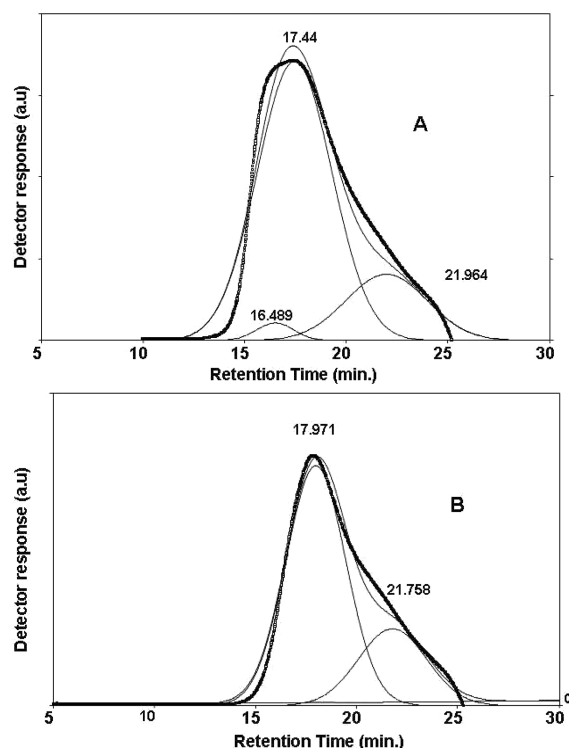 17.44
A
Detector response (a.u)
21.964
16.489
5 10 15 20 25 30
Retention Time (min.)
17.971
B
Detector response (a.u)
21.758
0
5 10 15 20 25 30
Retention Time (min.)